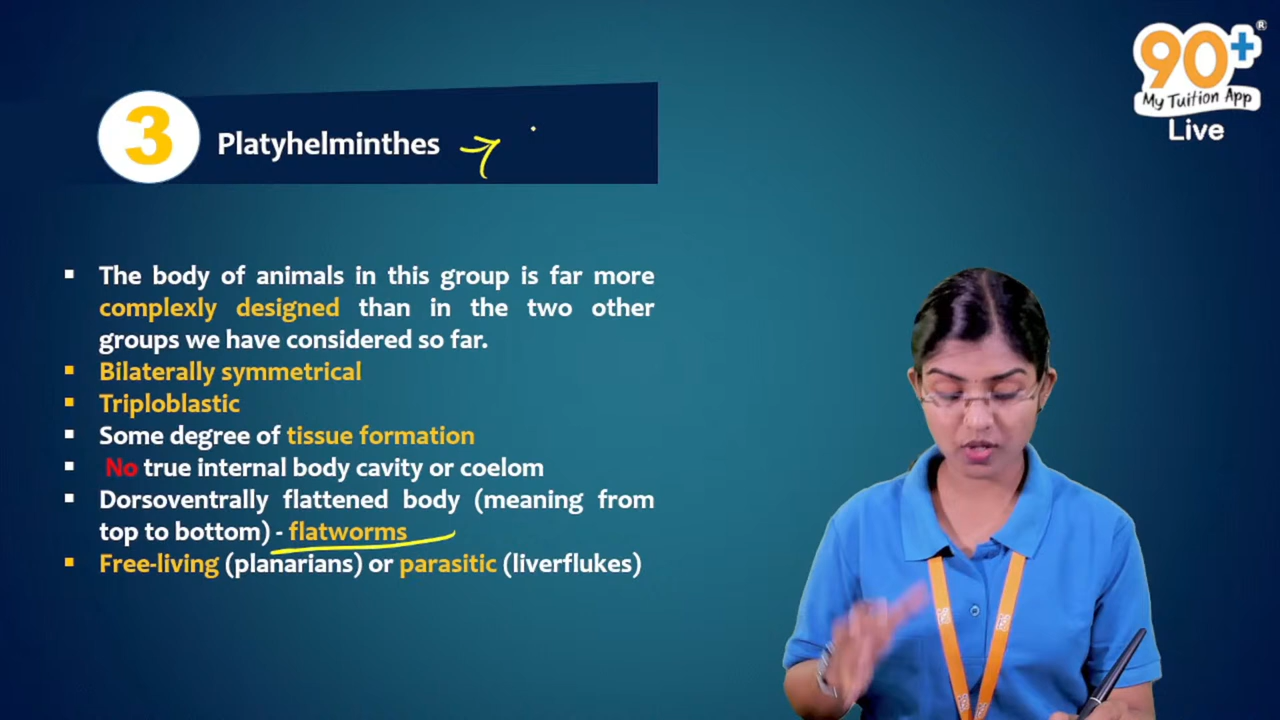 90+
®
My Tuition App
Live
3
Platyhelminthes
▪ The body of animals in this group is far more
complexly designed than in the two other
groups we have considered so far.
▪ Bilaterally symmetrical
▪ Triploblastic
▪ Some degree of tissue formation
▪ No true internal body cavity or coelom
▪ Dorsoventrally flattened body (meaning from
top to bottom) - flatworms
▪ Free-living (planarians) or parasitic (liverflukes)